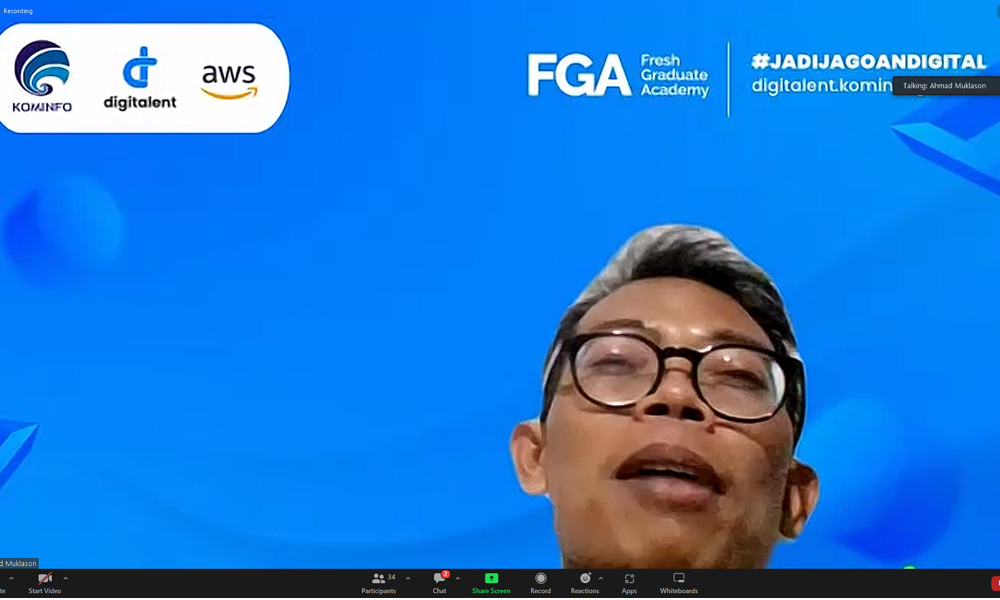 Recording
KOMINFO
digitalent
aws
FGA
Fresh
Graduate
Academy
#JADIJAGOANDIGITAL
digitalent.komin
Talking: Ahmad Muklason
d Muklason
te
Start Video
Participants
34
Chat
2
Share Screen
Record
Reactions
Apps
Whiteboards